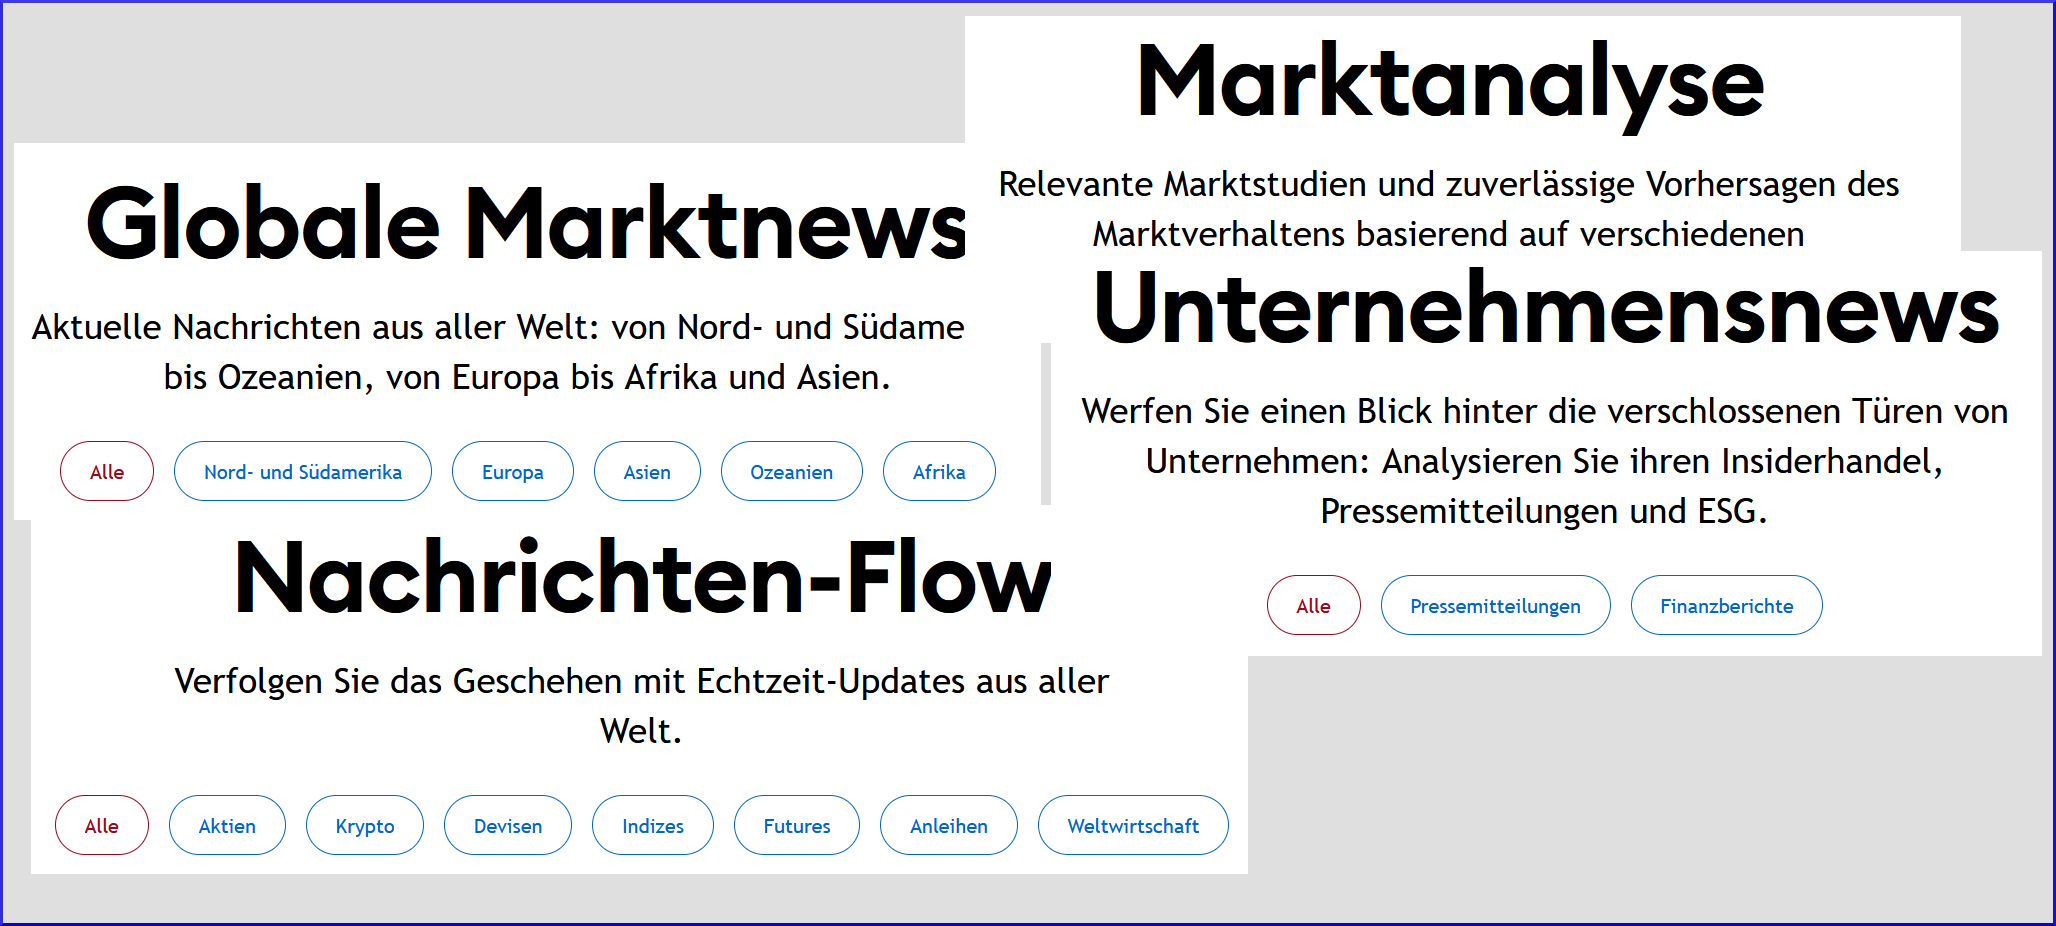 Marktanalyse
Relevante Marktstudien und zuverlässige Vorhersagen des
Marktverhaltens basierend auf verschiedenen
Globale Marktnews
Aktuelle Nachrichten aus aller Welt: von Nord- und Südame
bis Ozeanien, von Europa bis Afrika und Asien.
Alle Nord- und Südamerika Europa Asien Ozeanien Afrika
Unternehmensnews
Werfen Sie einen Blick hinter die verschlossenen Türen von
Unternehmen: Analysieren Sie ihren Insiderhandel,
Pressemitteilungen und ESG.
Alle Pressemitteilungen Finanzberichte
Nachrichten-Flow
Verfolgen Sie das Geschehen mit Echtzeit-Updates aus aller
Welt.
Alle Aktien Krypto Devisen Indizes Futures Anleihen Weltwirtschaft